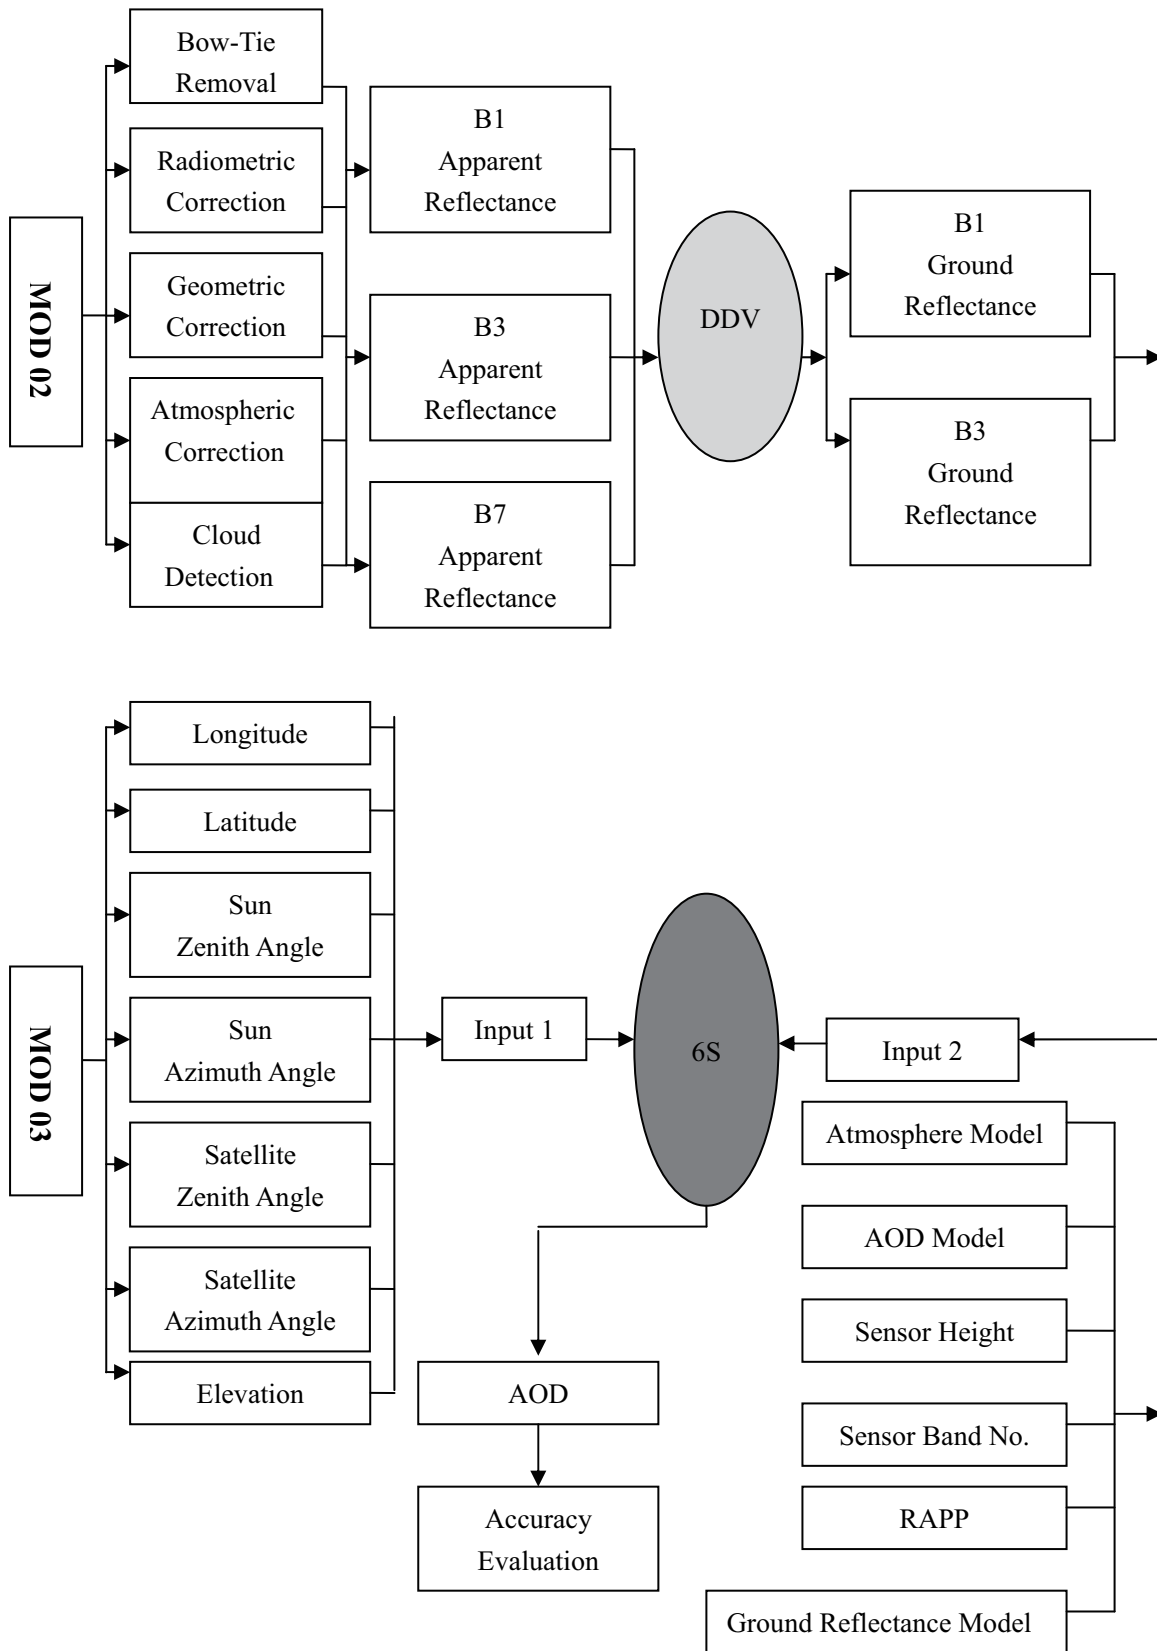 MOD 02
Bow-Tie
Removal
Radiometric
Correction
Geometric
Correction
Atmospheric
Correction
Cloud
Detection
B1
Apparent
Reflectance
B3
Apparent
Reflectance
B7
Apparent
Reflectance
DDV
B1
Ground
Reflectance
B3
Ground
Reflectance
MOD 03
Longitude
Latitude
Sun
Zenith Angle
Sun
Azimuth Angle
Satellite
Zenith Angle
Satellite
Azimuth Angle
Elevation
Input 1
6S
Input 2
Atmosphere Model
AOD Model
Sensor Height
Sensor Band No.
RAPP
Ground Reflectance Model
AOD
Accuracy
Evaluation